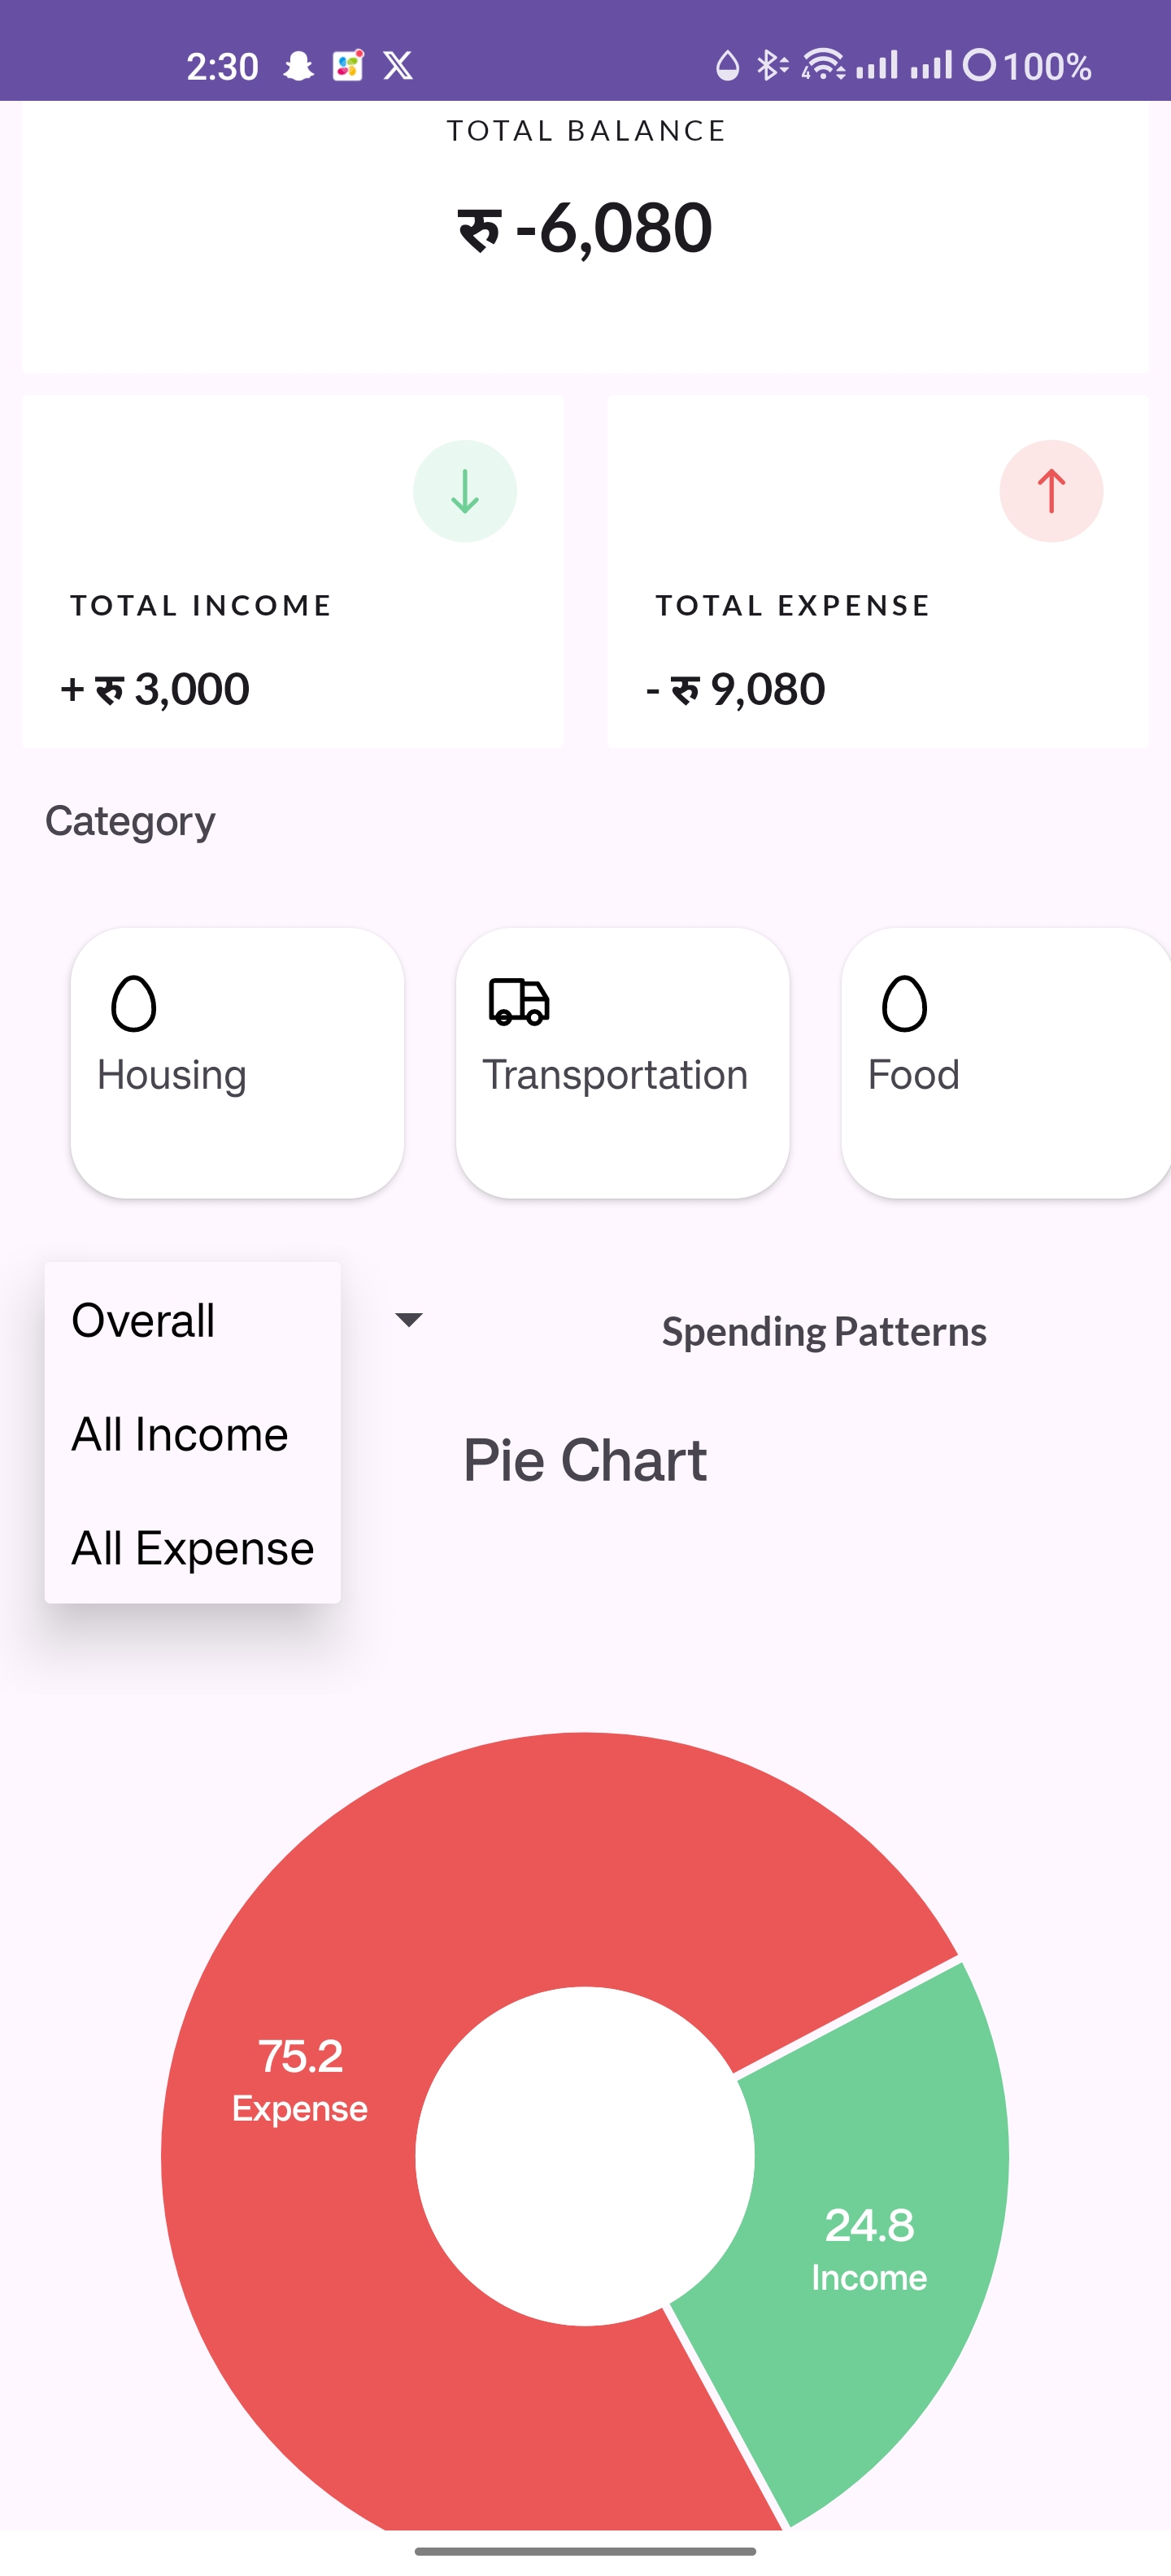 2:30 4 100%
TOTAL BALANCE
रु -6,080
TOTAL INCOME
+ रु 3,000
TOTAL EXPENSE
- रु 9,080
Category
Housing
Transportation
Food
Overall
All Income
All Expense
Spending Patterns
Pie Chart
75.2
Expense
24.8
Income